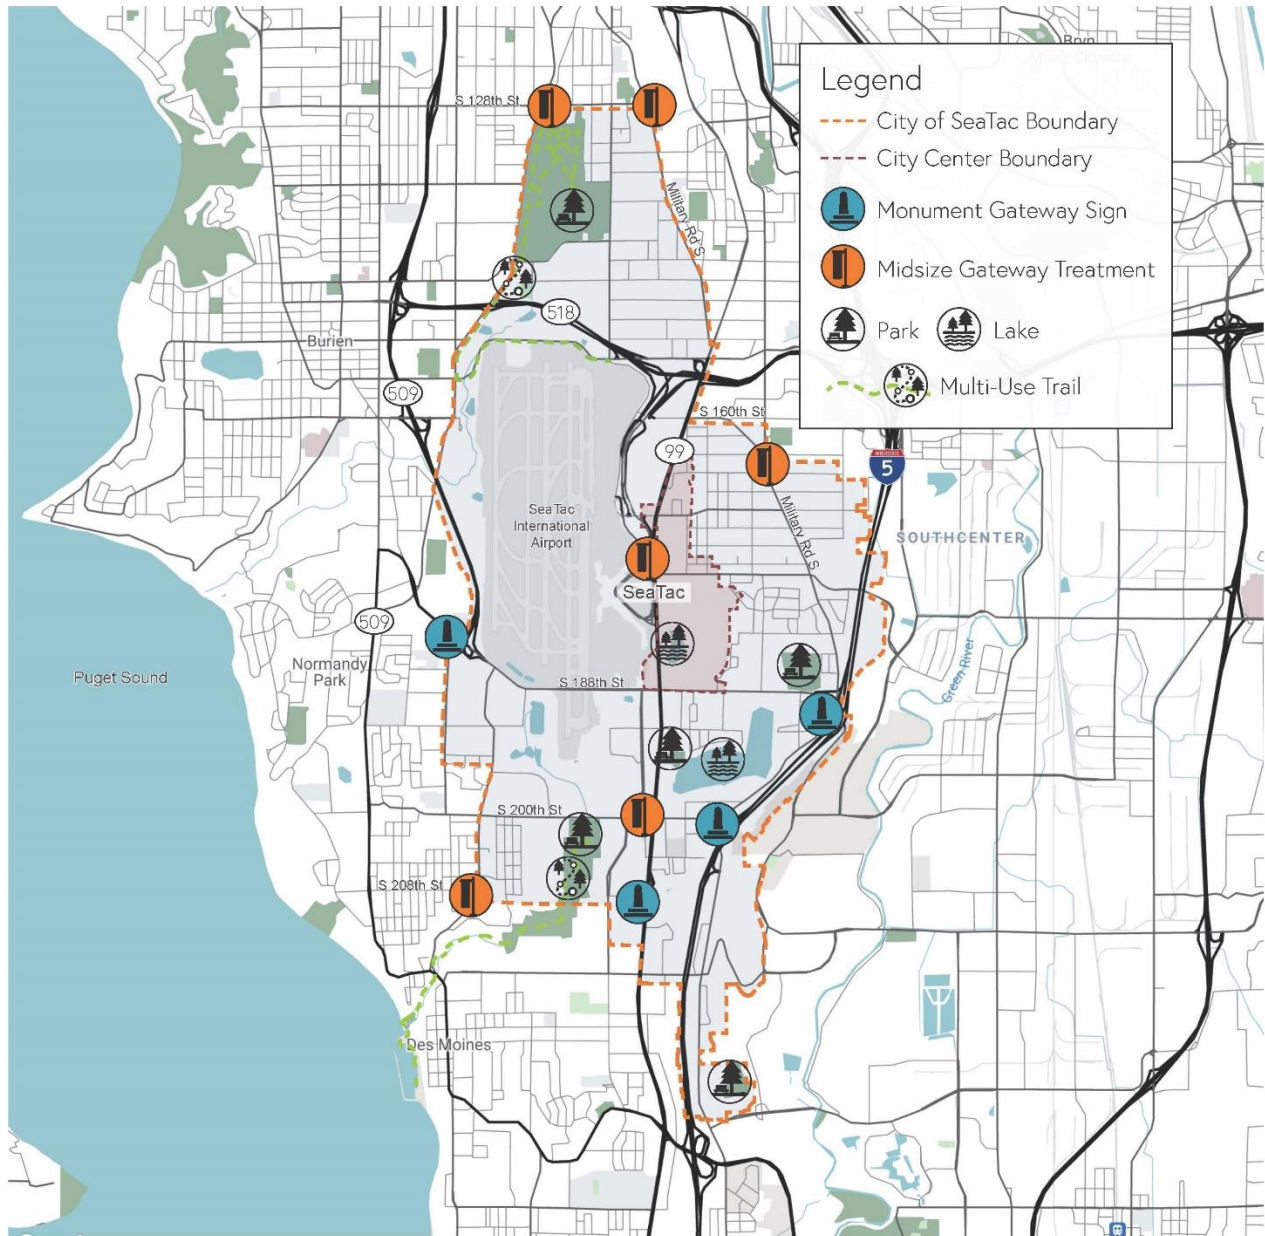 Bryn
Legend
City of SeaTac Boundary
City Center Boundary
Monument Gateway Sign
Midsize Gateway Treatment
Park
Lake
Multi-Use Trail
S 128th St
Military Rd S
518
Burien
509
S 160th St
99
INTERSTATE
5
SeaTac
International
Airport
Military Rd S
SOUTHCENTER
SeaTac
509
Normandy
Park
Puget Sound
Green River
S 188th St
S 200th St
S 208th St
Des Moines